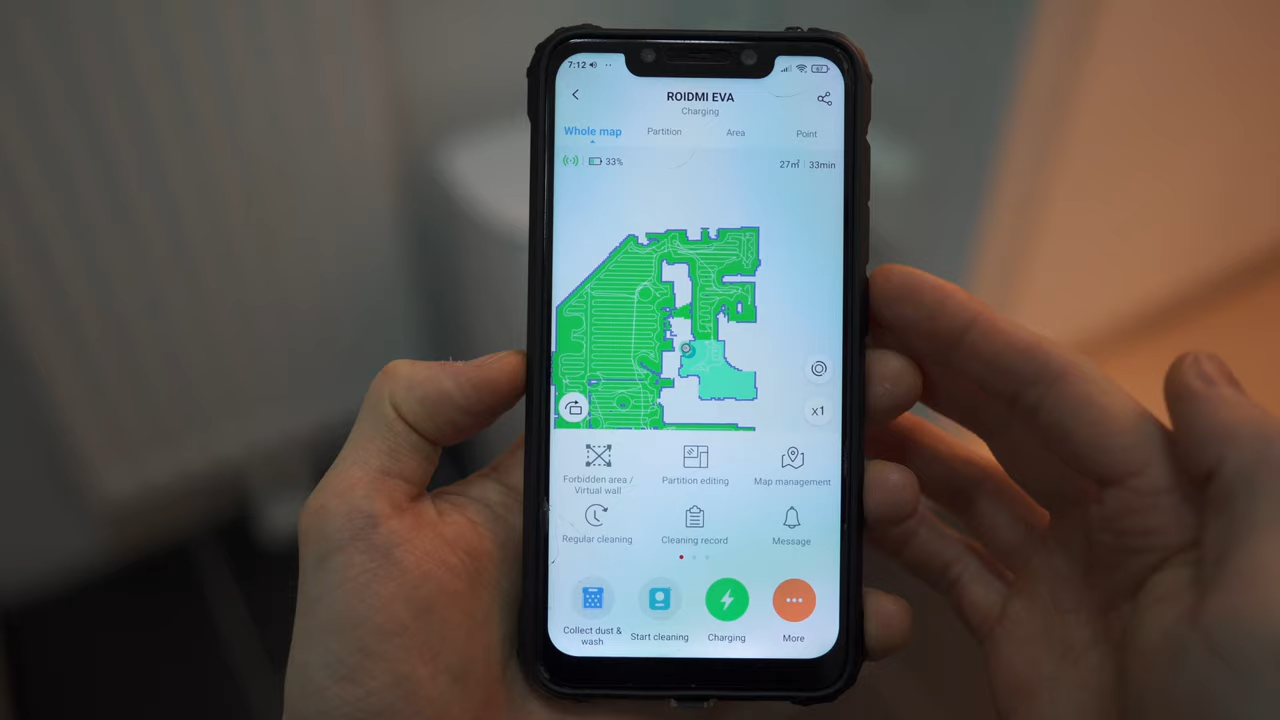 7:12
67
ROIDMI EVA
Charging
Whole map
Partition
Area
Point
33%
27㎡ | 33min
x1
Forbidden area /
Virtual wall
Partition editing
Map management
Regular cleaning
Cleaning record
Message
Collect dust &
wash
Start cleaning
Charging
More